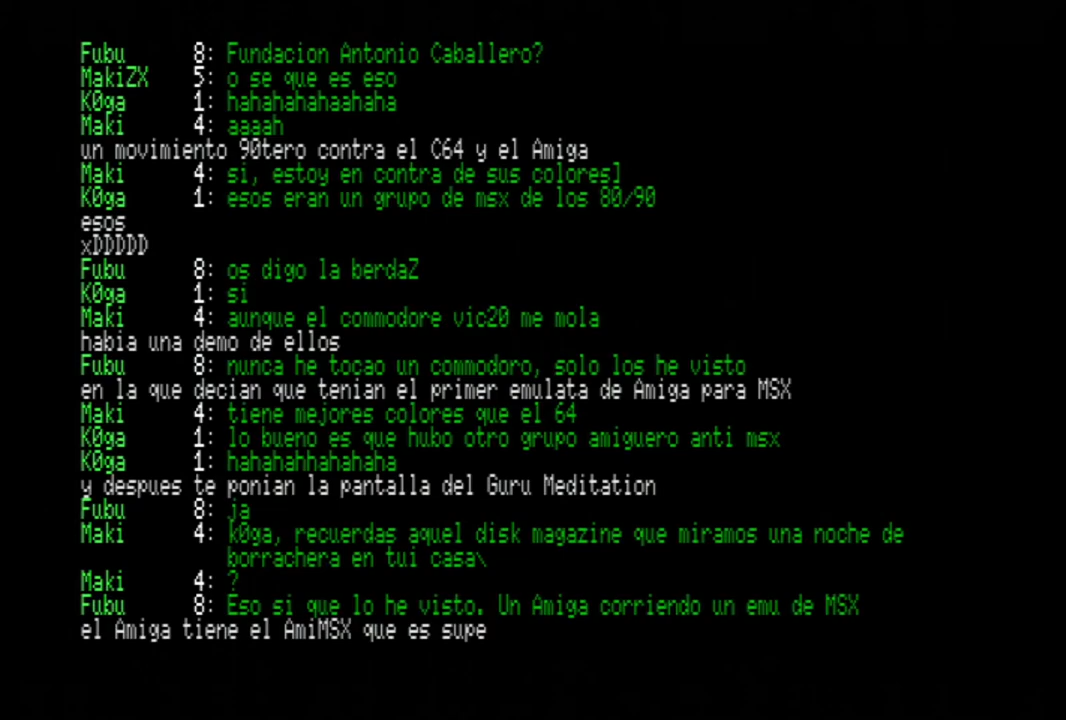 Fubu 8: Fundacion Antonio Caballero?
MakiZX 5: o se que es eso
K0ga 1: hahahahahaahaha
Maki 4: aaaah
un movimiento 90tero contra el C64 y el Amiga
Maki 4: si, estoy en contra de sus colores]
K0ga 1: esos eran un grupo de msx de los 80/90
esos
xDDDDD
Fubu 8: os digo la berdaZ
K0ga 1: si
Maki 4: aunque el commodore vic20 me mola
habia una demo de ellos
Fubu 8: nunca he tocao un commodoro, solo los he visto
en la que decian que tenian el primer emulata de Amiga para MSX
Maki 4: tiene mejores colores que el 64
K0ga 1: lo bueno es que hubo otro grupo amiguero anti msx
K0ga 1: hahahahhahahaha
y despues te ponian la pantalla del Guru Meditation
Fubu 8: ja
Maki 4: k0ga, recuerdas aquel disk magazine que miramos una noche de
borrachera en tui casa\
Maki 4: ?
Fubu 8: Eso si que lo he visto. Un Amiga corriendo un emu de MSX
el Amiga tiene el AmiMSX que es supe